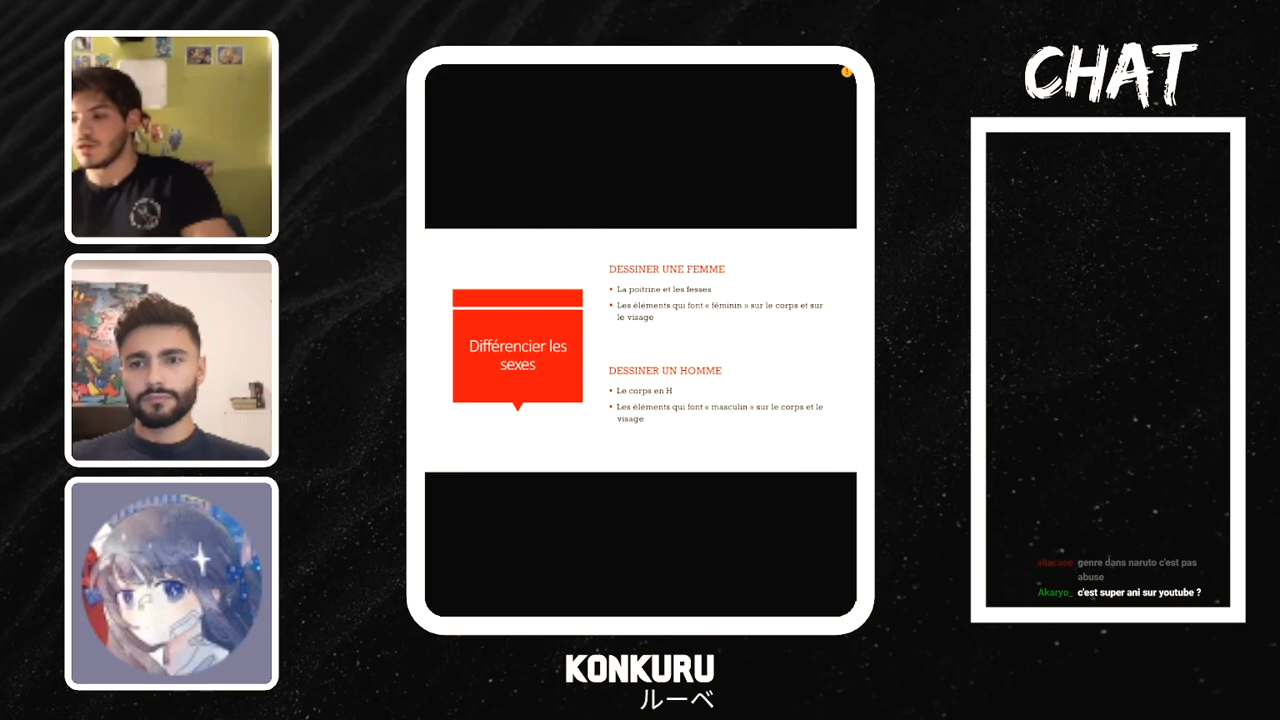 CHAT
Différencier les
sexes
DESSINER UNE FEMME
• La poitrine et les fesses
• Les éléments qui font « féminin » sur le corps et sur
le visage
DESSINER UN HOMME
• Le corps en H
• Les éléments qui font « masculin » sur le corps et le
visage
genre dans naruto c'est pas
abuse
Akaryo_ c'est super ani sur youtube ?
KONKURU
ルーベ